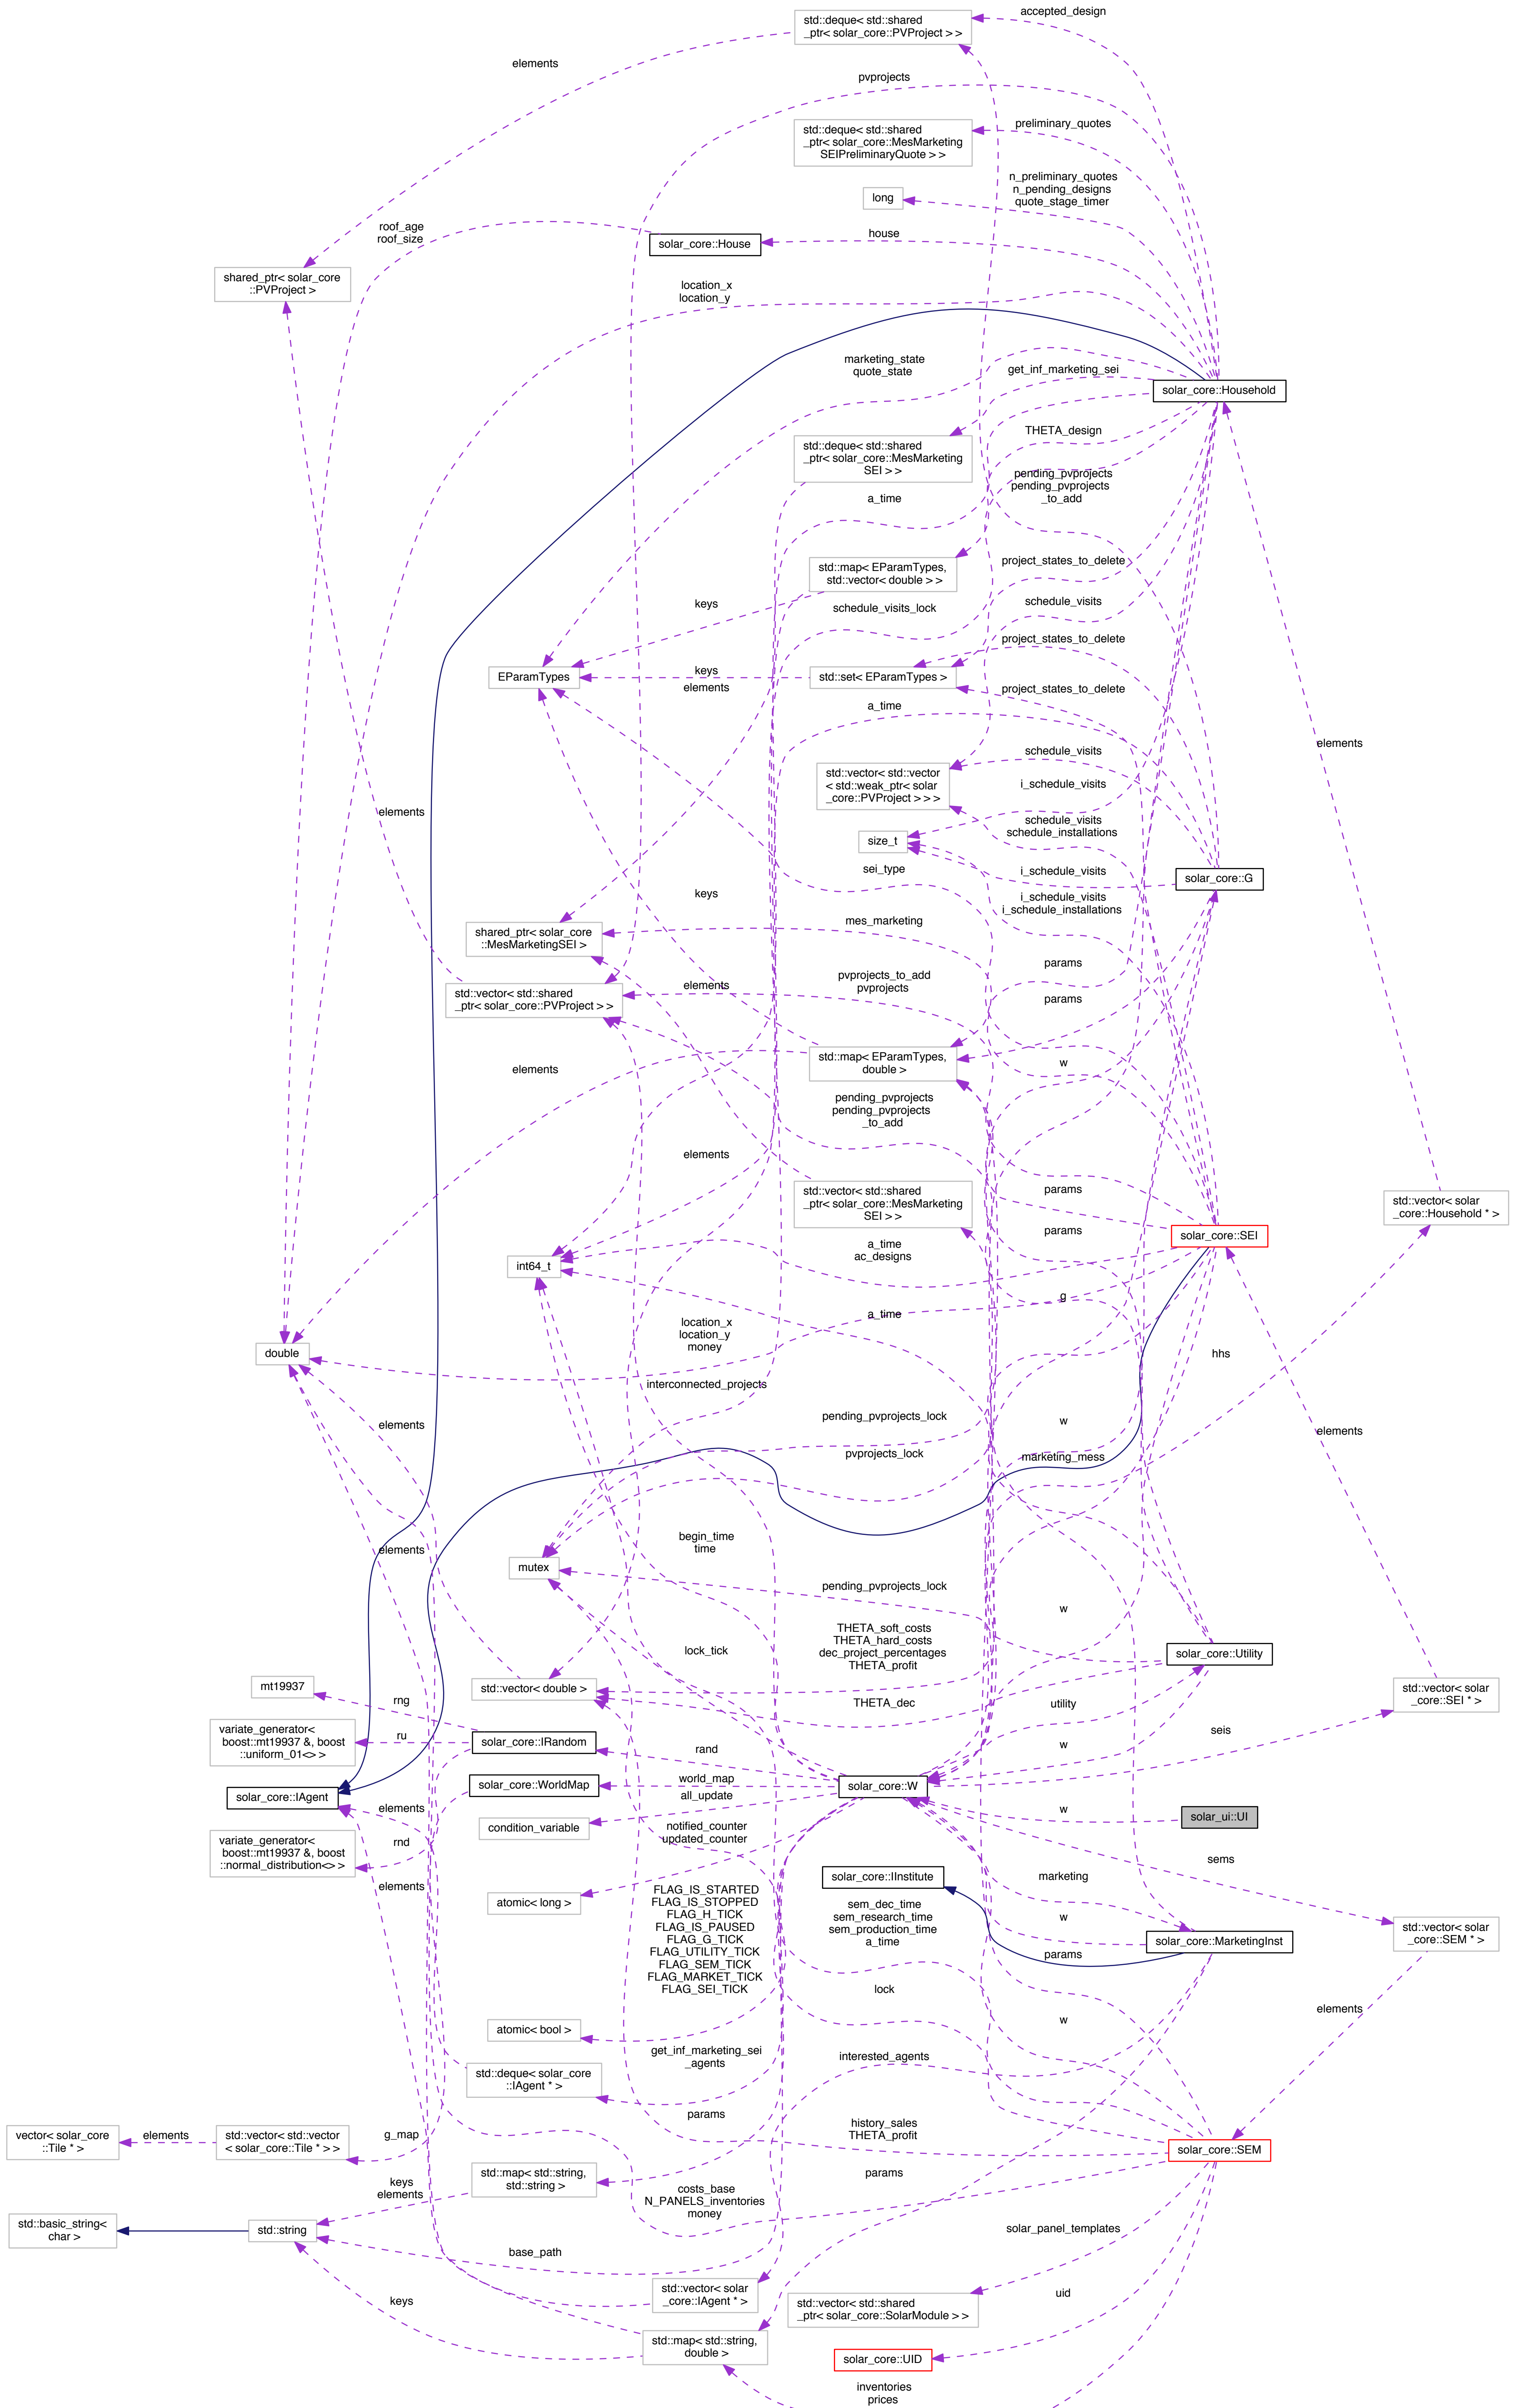 accepted_design
std::deque< std::shared
_ptr< solar_core::PVProject > >
elements
pvprojects
preliminary_quotes
std::deque< std::shared
_ptr< solar_core::MesMarketing
SEIPreliminaryQuote > >
n_preliminary_quotes
n_pending_designs
quote_stage_timer
long
roof_age
roof_size
house
solar_core::House
shared_ptr< solar_core
::PVProject >
location_x
location_y
marketing_state
quote_state
get_inf_marketing_sei
solar_core::Household
THETA_design
std::deque< std::shared
_ptr< solar_core::MesMarketing
SEI > >
pending_pvprojects
pending_pvprojects
_to_add
a_time
project_states_to_delete
std::map< EParamTypes,
std::vector< double > >
keys
schedule_visits_lock
schedule_visits
project_states_to_delete
EParamTypes
keys
elements
std::set< EParamTypes >
project_states_to_delete
a_time
elements
schedule_visits
std::vector< std::vector
< std::weak_ptr< solar
_core::PVProject > > >
i_schedule_visits
elements
schedule_visits
schedule_installations
size_t
sei_type
i_schedule_visits
solar_core::G
keys
i_schedule_visits
i_schedule_installations
mes_marketing
shared_ptr< solar_core
::MesMarketingSEI >
params
pvprojects_to_add
pvprojects
elements
std::vector< std::shared
_ptr< solar_core::PVProject > >
params
elements
std::map< EParamTypes,
double >
w
pending_pvprojects
pending_pvprojects
_to_add
elements
std::vector< std::shared
_ptr< solar_core::MesMarketing
SEI > >
params
std::vector< solar
_core::Household * >
params
solar_core::SEI
a_time
ac_designs
int64_t
g
a_time
location_x
location_y
money
double
hhs
interconnected_projects
elements
pending_pvprojects_lock
w
elements
pvprojects_lock
marketing_mess
begin_time
time
elements
mutex
pending_pvprojects_lock
w
THETA_soft_costs
THETA_hard_costs
dec_project_percentages
THETA_profit
lock_tick
solar_core::Utility
mt19937
std::vector< double >
std::vector< solar
_core::SEI * >
rng
THETA_dec
utility
seis
variate_generator<
boost::mt19937 &, boost
::uniform_01<> >
ru
solar_core::IRandom
rand
w
solar_core::IAgent
solar_core::WorldMap
world_map
solar_core::W
all_update
elements
condition_variable
w
solar_ui::UI
notified_counter
updated_counter
variate_generator<
boost::mt19937 &, boost
::normal_distribution<> >
rnd
sems
solar_core::IInstitute
marketing
elements
FLAG_IS_STARTED
FLAG_IS_STOPPED
FLAG_H_TICK
FLAG_IS_PAUSED
FLAG_G_TICK
FLAG_UTILITY_TICK
FLAG_SEM_TICK
FLAG_MARKET_TICK
FLAG_SEI_TICK
atomic< long >
sem_dec_time
sem_research_time
sem_production_time
a_time
w
std::vector< solar
_core::SEM * >
solar_core::MarketingInst
params
lock
atomic< bool >
elements
w
get_inf_marketing_sei
_agents
interested_agents
std::deque< solar_core
::IAgent * >
params
history_sales
THETA_profit
vector< solar_core
::Tile * >
elements
std::vector< std::vector
< solar_core::Tile * > >
g_map
solar_core::SEM
params
std::map< std::string,
std::string >
keys
elements
costs_base
N_PANELS_inventories
money
std::basic_string<
char >
std::string
solar_panel_templates
base_path
std::vector< solar
_core::IAgent * >
uid
std::vector< std::shared
_ptr< solar_core::SolarModule > >
keys
std::map< std::string,
double >
solar_core::UID
inventories
prices